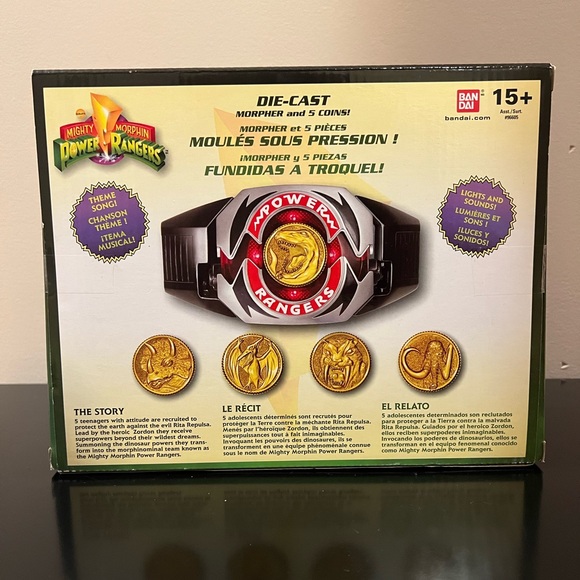 MIGHTY MORPHIN
POWER RANGERS
DIE-CAST
MORPHER AND 5 COINS!
MORPHER ET 5 PIÈCES
MOULÉS SOUS PRESSION !
¡MORPHER Y 5 PIEZAS
FUNDIDAS A TROQUEL!
BAN
DAI
bandai.com
15+
Asst./Surt.
#96605
THEME
SONG!
CHANSON
THÈME !
¡TEMA
MUSICAL!
LIGHTS AND
SOUNDS!
LUMIÈRES
ET SONS !
¡LUCES Y
SONIDOS!
POWER
RANGERS
THE STORY
5 teenagers with attitude are recruited to
protect the earth against the evil Rita Repulsa.
Lead by the heroic Zordon they receive
superpowers beyond their wildest dreams.
Summoning the dinosaur powers they trans-
form into the morphinominal team known as
the Mighty Morphin Power Rangers.
LE RÉCIT
5 adolescents déterminés sont recrutés pour
protéger la Terre contre la méchante Rita Repulsa.
Menés par l'héroïque Zordon, ils obtiennent des
superpuissances tout à fait inimaginables.
Invoquant les pouvoirs des dinosaures, ils se
transforment en une équipe phénoménale connue
sous le nom de Mighty Morphin Power Rangers.
EL RELATO
5 adolescentes determinados son reclutados
para proteger a la Tierra contra la malvada
Rita Repulsa. Guiados por el heroico Zordon,
ellos reciben superpoderes inimaginables.
Invocando los poderes de dinosaurios, ellos se
transforman en el equipo fenomenal conocido
como Mighty Morphin Power Rangers.